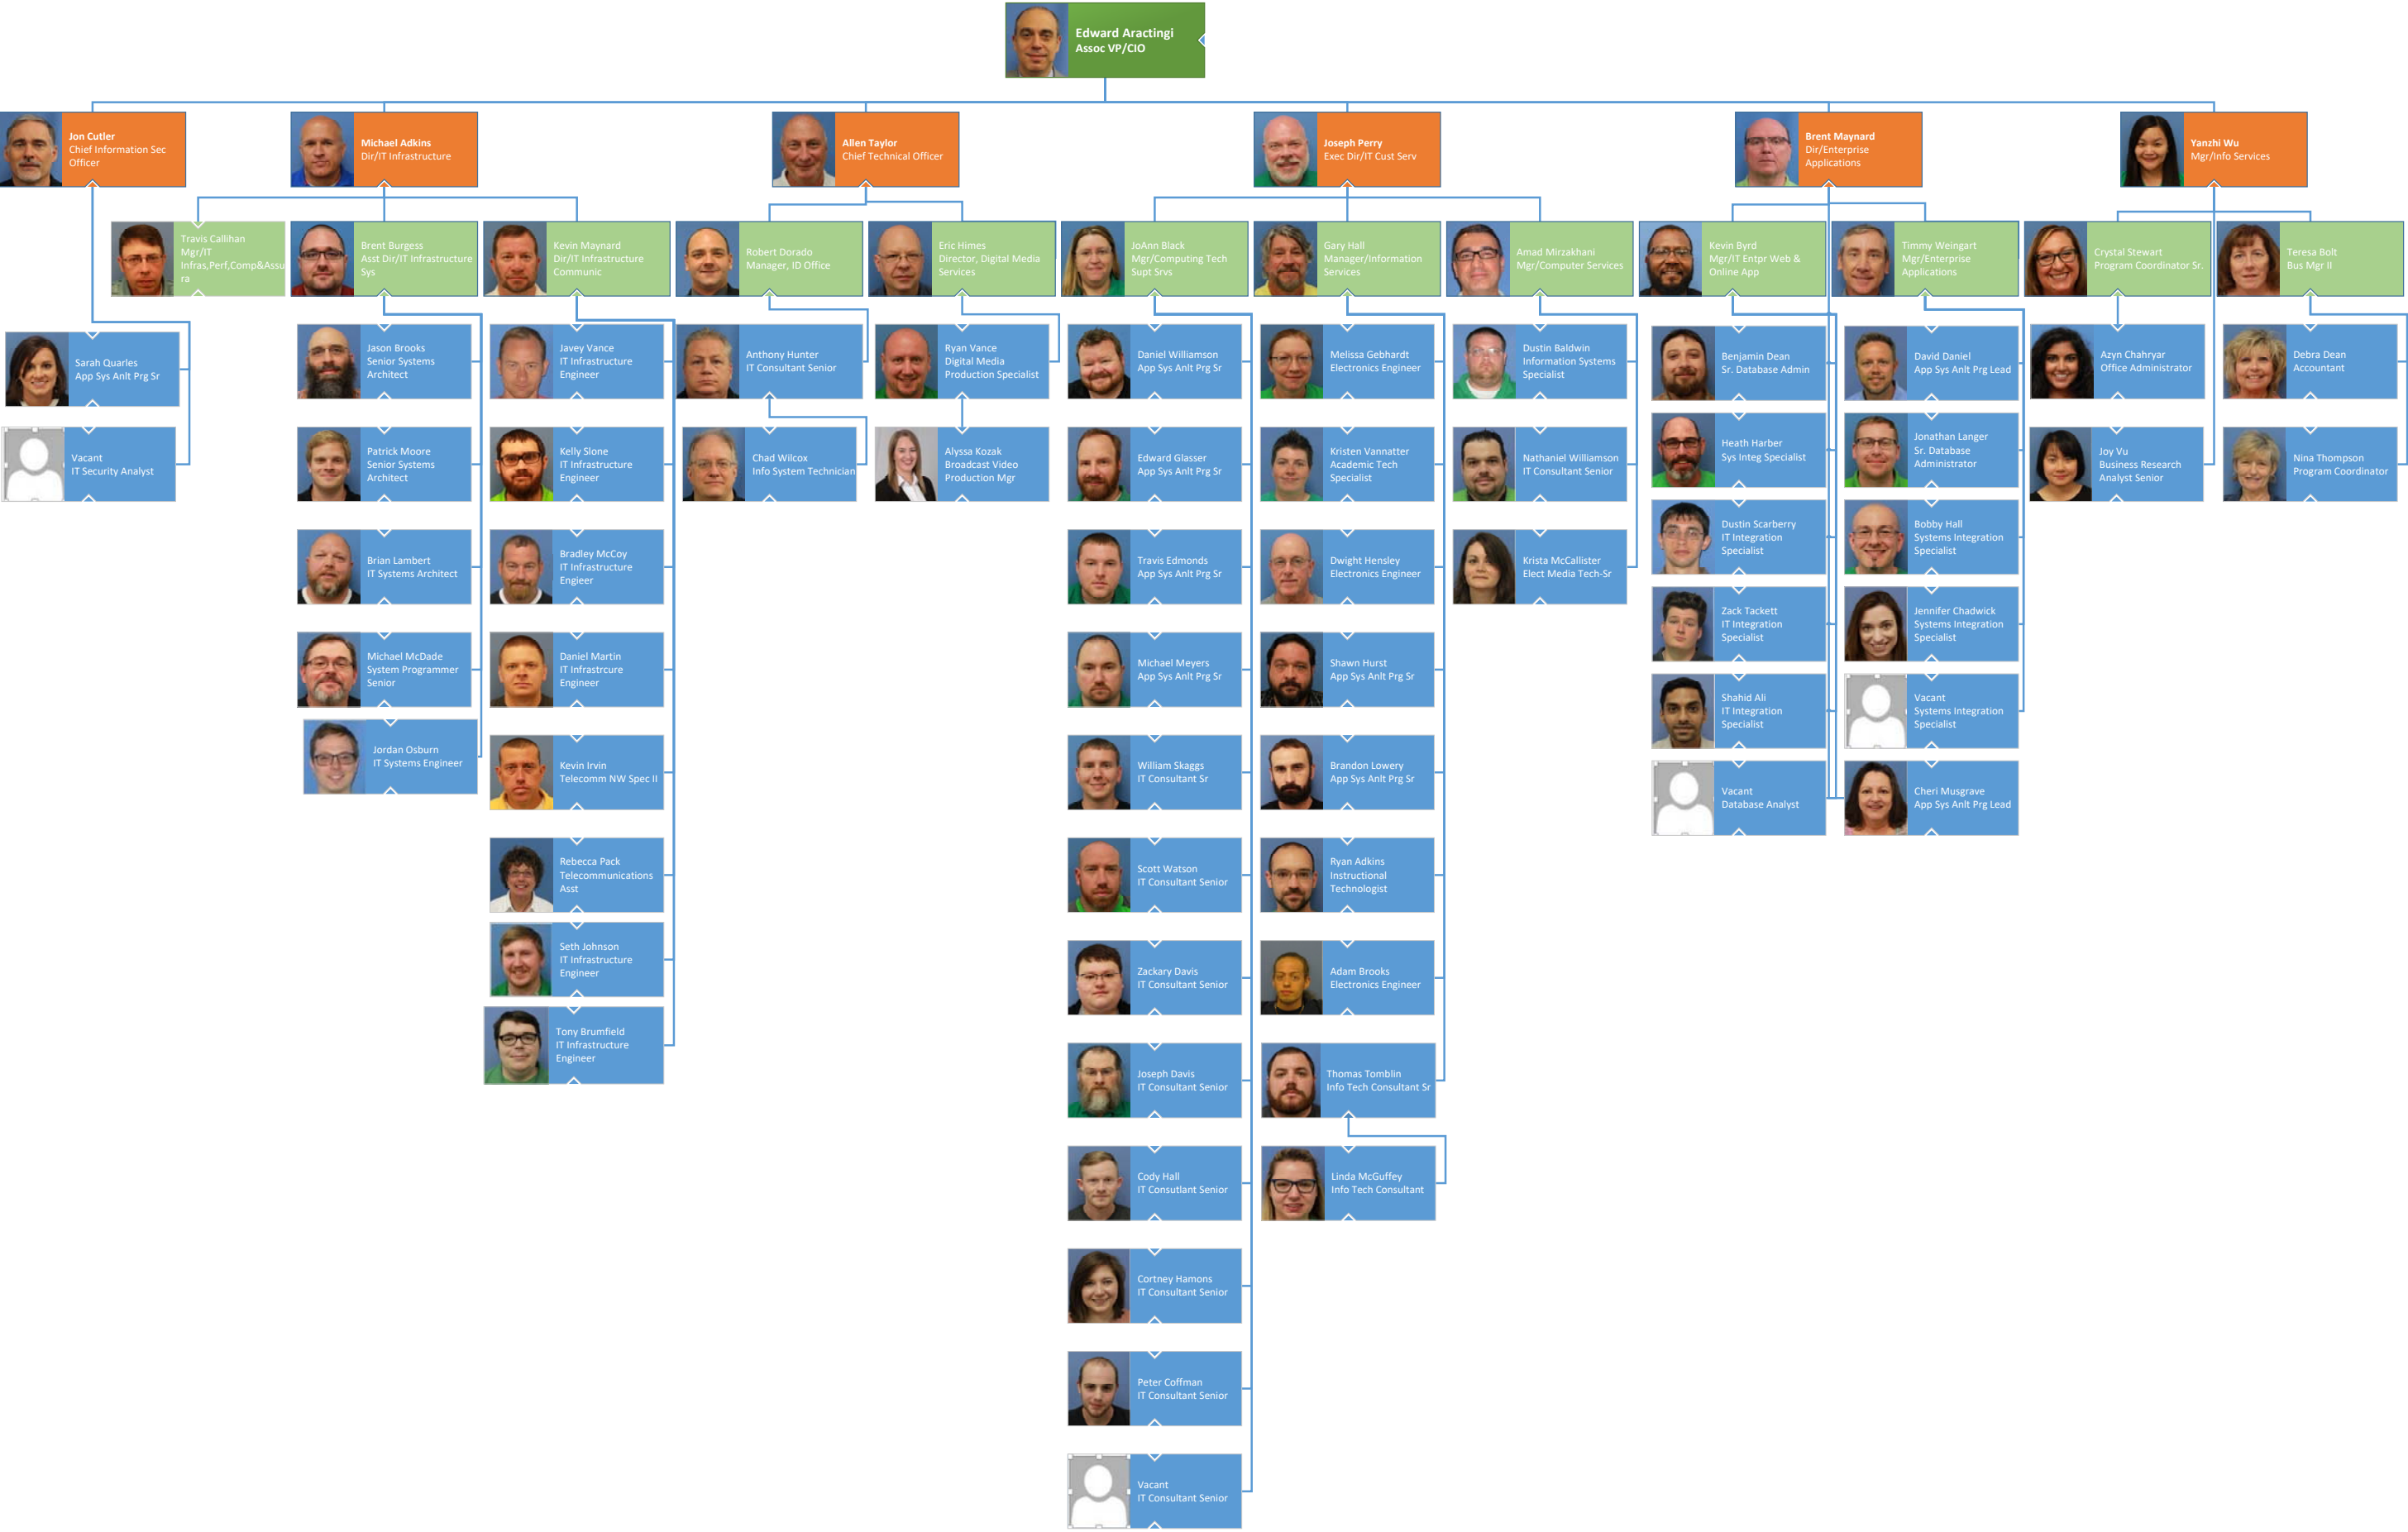 Edward Aractingi
Assoc VP/CIO
Jon Cutler
Chief Information Sec
Officer
Michael Adkins
Dir/IT Infrastructure
Allen Taylor
Chief Technical Officer
Joseph Perry
Exec Dir/IT Cust Serv
Brent Maynard
Dir/Enterprise
Applications
Yanzhi Wu
Mgr/Info Services
Travis Callihan
Mgr/IT
Infras,Perf,Comp&Assu
ra
Brent Burgess
Asst Dir/IT Infrastructure
Sys
Kevin Maynard
Dir/IT Infrastructure
Communic
Robert Dorado
Manager, ID Office
Eric Himes
Director, Digital Media
Services
JoAnn Black
Mgr/Computing Tech
Supt Srvs
Gary Hall
Manager/Information
Services
Amad Mirzakhani
Mgr/Computer Services
Kevin Byrd
Mgr/IT Entpr Web &
Online App
Timmy Weingart
Mgr/Enterprise
Applications
Crystal Stewart
Program Coordinator Sr.
Teresa Bolt
Bus Mgr II
Sarah Quarles
App Sys Anlt Prg Sr
Vacant
IT Security Analyst
Jason Brooks
Senior Systems
Architect
Patrick Moore
Senior Systems
Architect
Brian Lambert
IT Systems Architect
Michael McDade
System Programmer
Senior
Jordan Osburn
IT Systems Engineer
Javey Vance
IT Infrastructure
Engineer
Kelly Slone
IT Infrastructure
Engineer
Bradley McCoy
IT Infrastructure
Engieer
Daniel Martin
IT Infrastrcure
Engineer
Kevin Irvin
Telecomm NW Spec II
Rebecca Pack
Telecommunications
Asst
Seth Johnson
IT Infrastructure
Engineer
Tony Brumfield
IT Infrastructure
Engineer
Anthony Hunter
IT Consultant Senior
Chad Wilcox
Info System Technician
Ryan Vance
Digital Media
Production Specialist
Alyssa Kozak
Broadcast Video
Production Mgr
Daniel Williamson
App Sys Anlt Prg Sr
Edward Glasser
App Sys Anlt Prg Sr
Travis Edmonds
App Sys Anlt Prg Sr
Michael Meyers
App Sys Anlt Prg Sr
William Skaggs
IT Consultant Sr
Scott Watson
IT Consultant Senior
Zackary Davis
IT Consultant Senior
Joseph Davis
IT Consultant Senior
Cody Hall
IT Consutlant Senior
Cortney Hamons
IT Consultant Senior
Peter Coffman
IT Consultant Senior
Vacant
IT Consultant Senior
Melissa Gebhardt
Electronics Engineer
Kristen Vannatter
Academic Tech
Specialist
Dwight Hensley
Electronics Engineer
Shawn Hurst
App Sys Anlt Prg Sr
Brandon Lowery
App Sys Anlt Prg Sr
Ryan Adkins
Instructional
Technologist
Adam Brooks
Electronics Engineer
Thomas Tomblin
Info Tech Consultant Sr
Linda McGuffey
Info Tech Consultant
Dustin Baldwin
Information Systems
Specialist
Nathaniel Williamson
IT Consultant Senior
Krista McCallister
Elect Media Tech-Sr
Benjamin Dean
Sr. Database Admin
Heath Harber
Sys Integ Specialist
Dustin Scarberry
IT Integration
Specialist
Zack Tackett
IT Integration
Specialist
Shahid Ali
IT Integration
Specialist
Vacant
Database Analyst
David Daniel
App Sys Anlt Prg Lead
Jonathan Langer
Sr. Database
Administrator
Bobby Hall
Systems Integration
Specialist
Jennifer Chadwick
Systems Integration
Specialist
Vacant
Systems Integration
Specialist
Cheri Musgrave
App Sys Anlt Prg Lead
Azyn Chahryar
Office Administrator
Joy Vu
Business Research
Analyst Senior
Debra Dean
Accountant
Nina Thompson
Program Coordinator